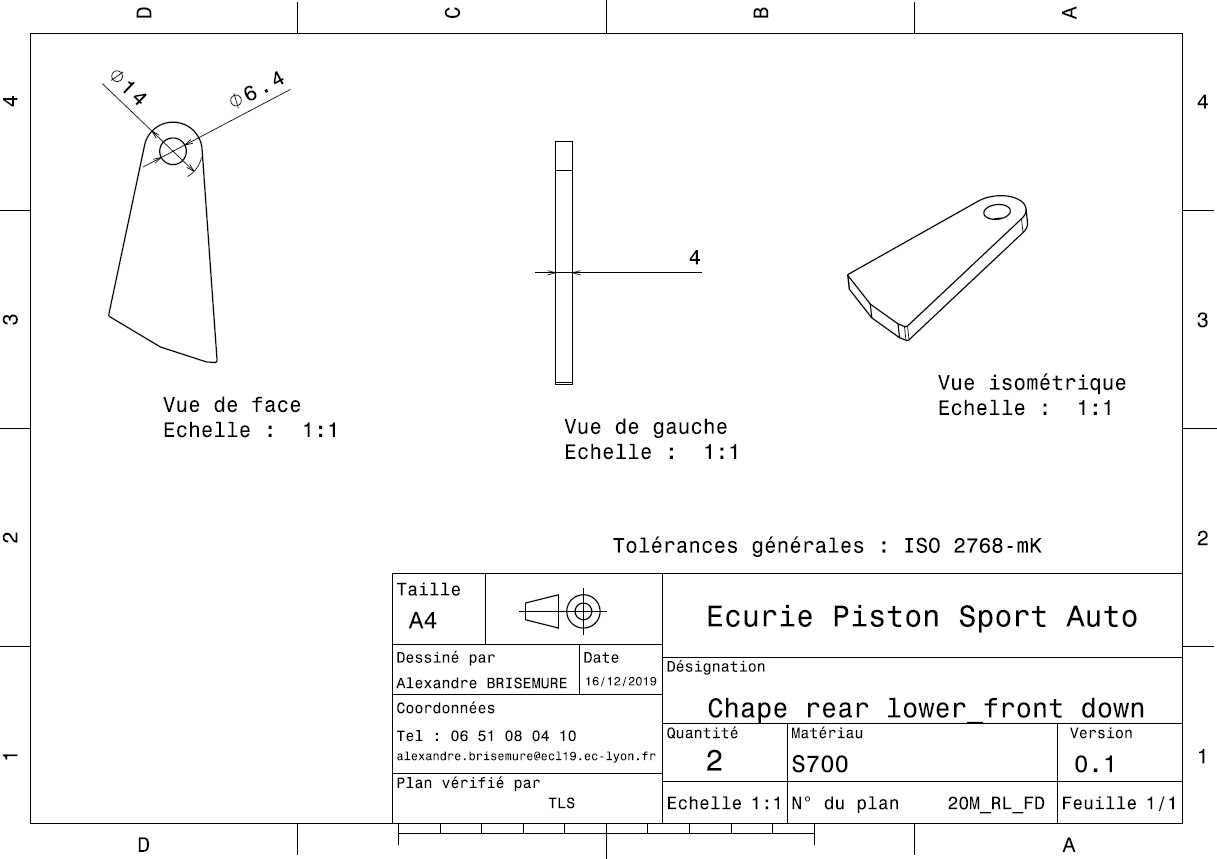 D C B A
4 4
3 3
2 2
1 1
D A
⌀14
⌀6.4
4
Vue de face
Echelle : 1:1
Vue de gauche
Echelle : 1:1
Vue isométrique
Echelle : 1:1
Tolérances générales : ISO 2768-mK
Taille
A4
Ecurie Piston Sport Auto
Dessiné par
Alexandre BRISEMURE
Date
16/12/2019
Désignation
Chape rear lower_front down
Coordonnées
Tel : 06 51 08 04 10
alexandre.brisemure@ecl19.ec-lyon.fr
Quantité
2
Matériau
S700
Version
0.1
Plan vérifié par
TLS
Echelle 1:1
N° du plan 20M_RL_FD
Feuille 1/1